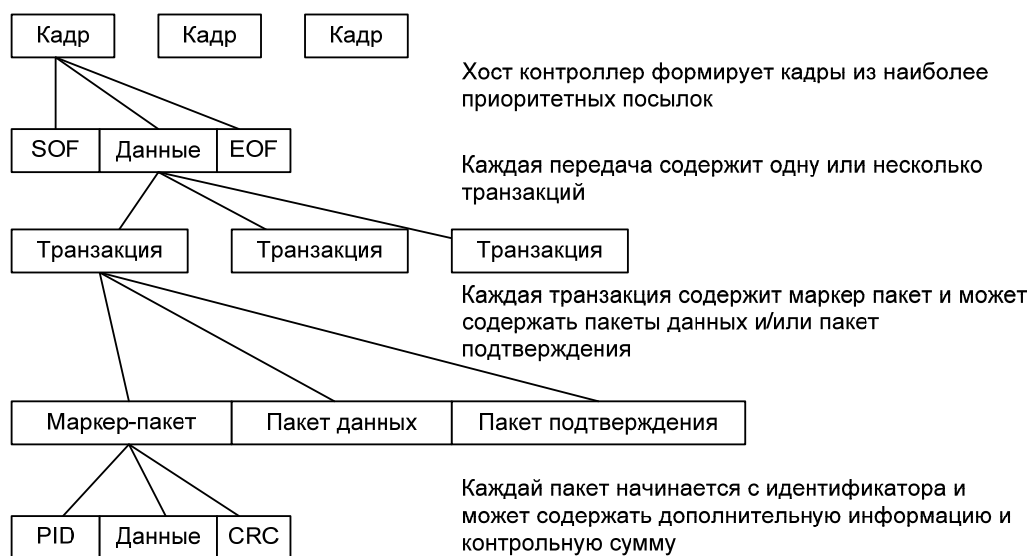 Кадр Кадр Кадр
Хост контроллер формирует кадры из наиболее
приоритетных посылок
SOF Данные EOF
Каждая передача содержит одну или несколько
транзакций
Транзакция Транзакция Транзакция
Каждая транзакция содержит маркер пакет и может
содержать пакеты данных и/или пакет
подтверждения
Маркер-пакет Пакет данных Пакет подтверждения
Каждай пакет начинается с идентификатора и
может содержать дополнительную информацию и
контрольную сумму
PID Данные CRC